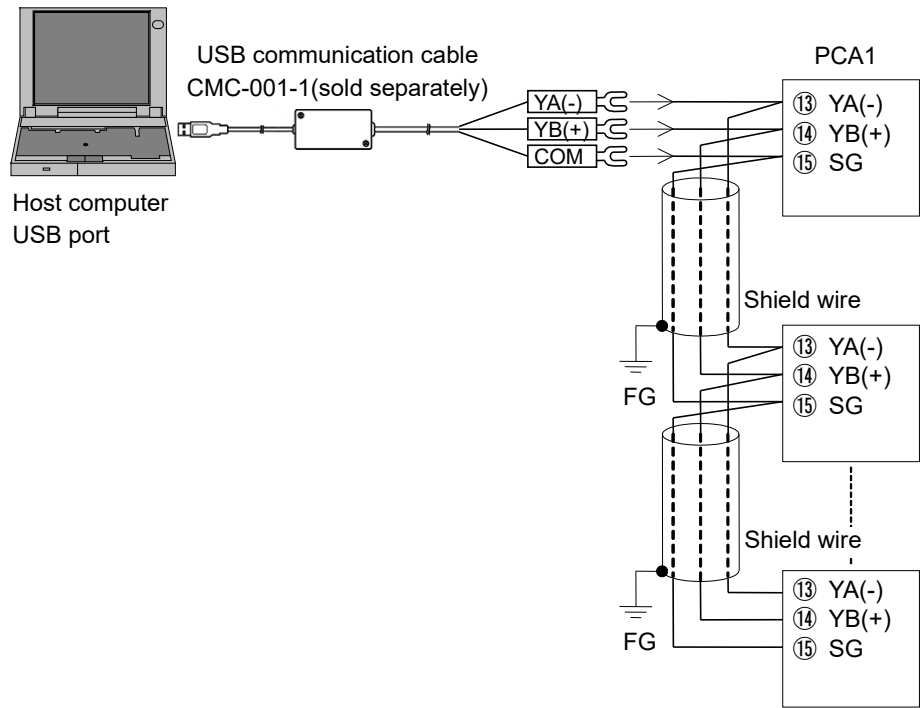 USB communication cable
CMC-001-1(sold separately)
Host computer
USB port
YA(-)
YB(+)
COM
PCA1
⑬ YA(-)
⑭ YB(+)
⑮ SG
Shield wire
FG
⑬ YA(-)
⑭ YB(+)
⑮ SG
Shield wire
FG
⑬ YA(-)
⑭ YB(+)
⑮ SG